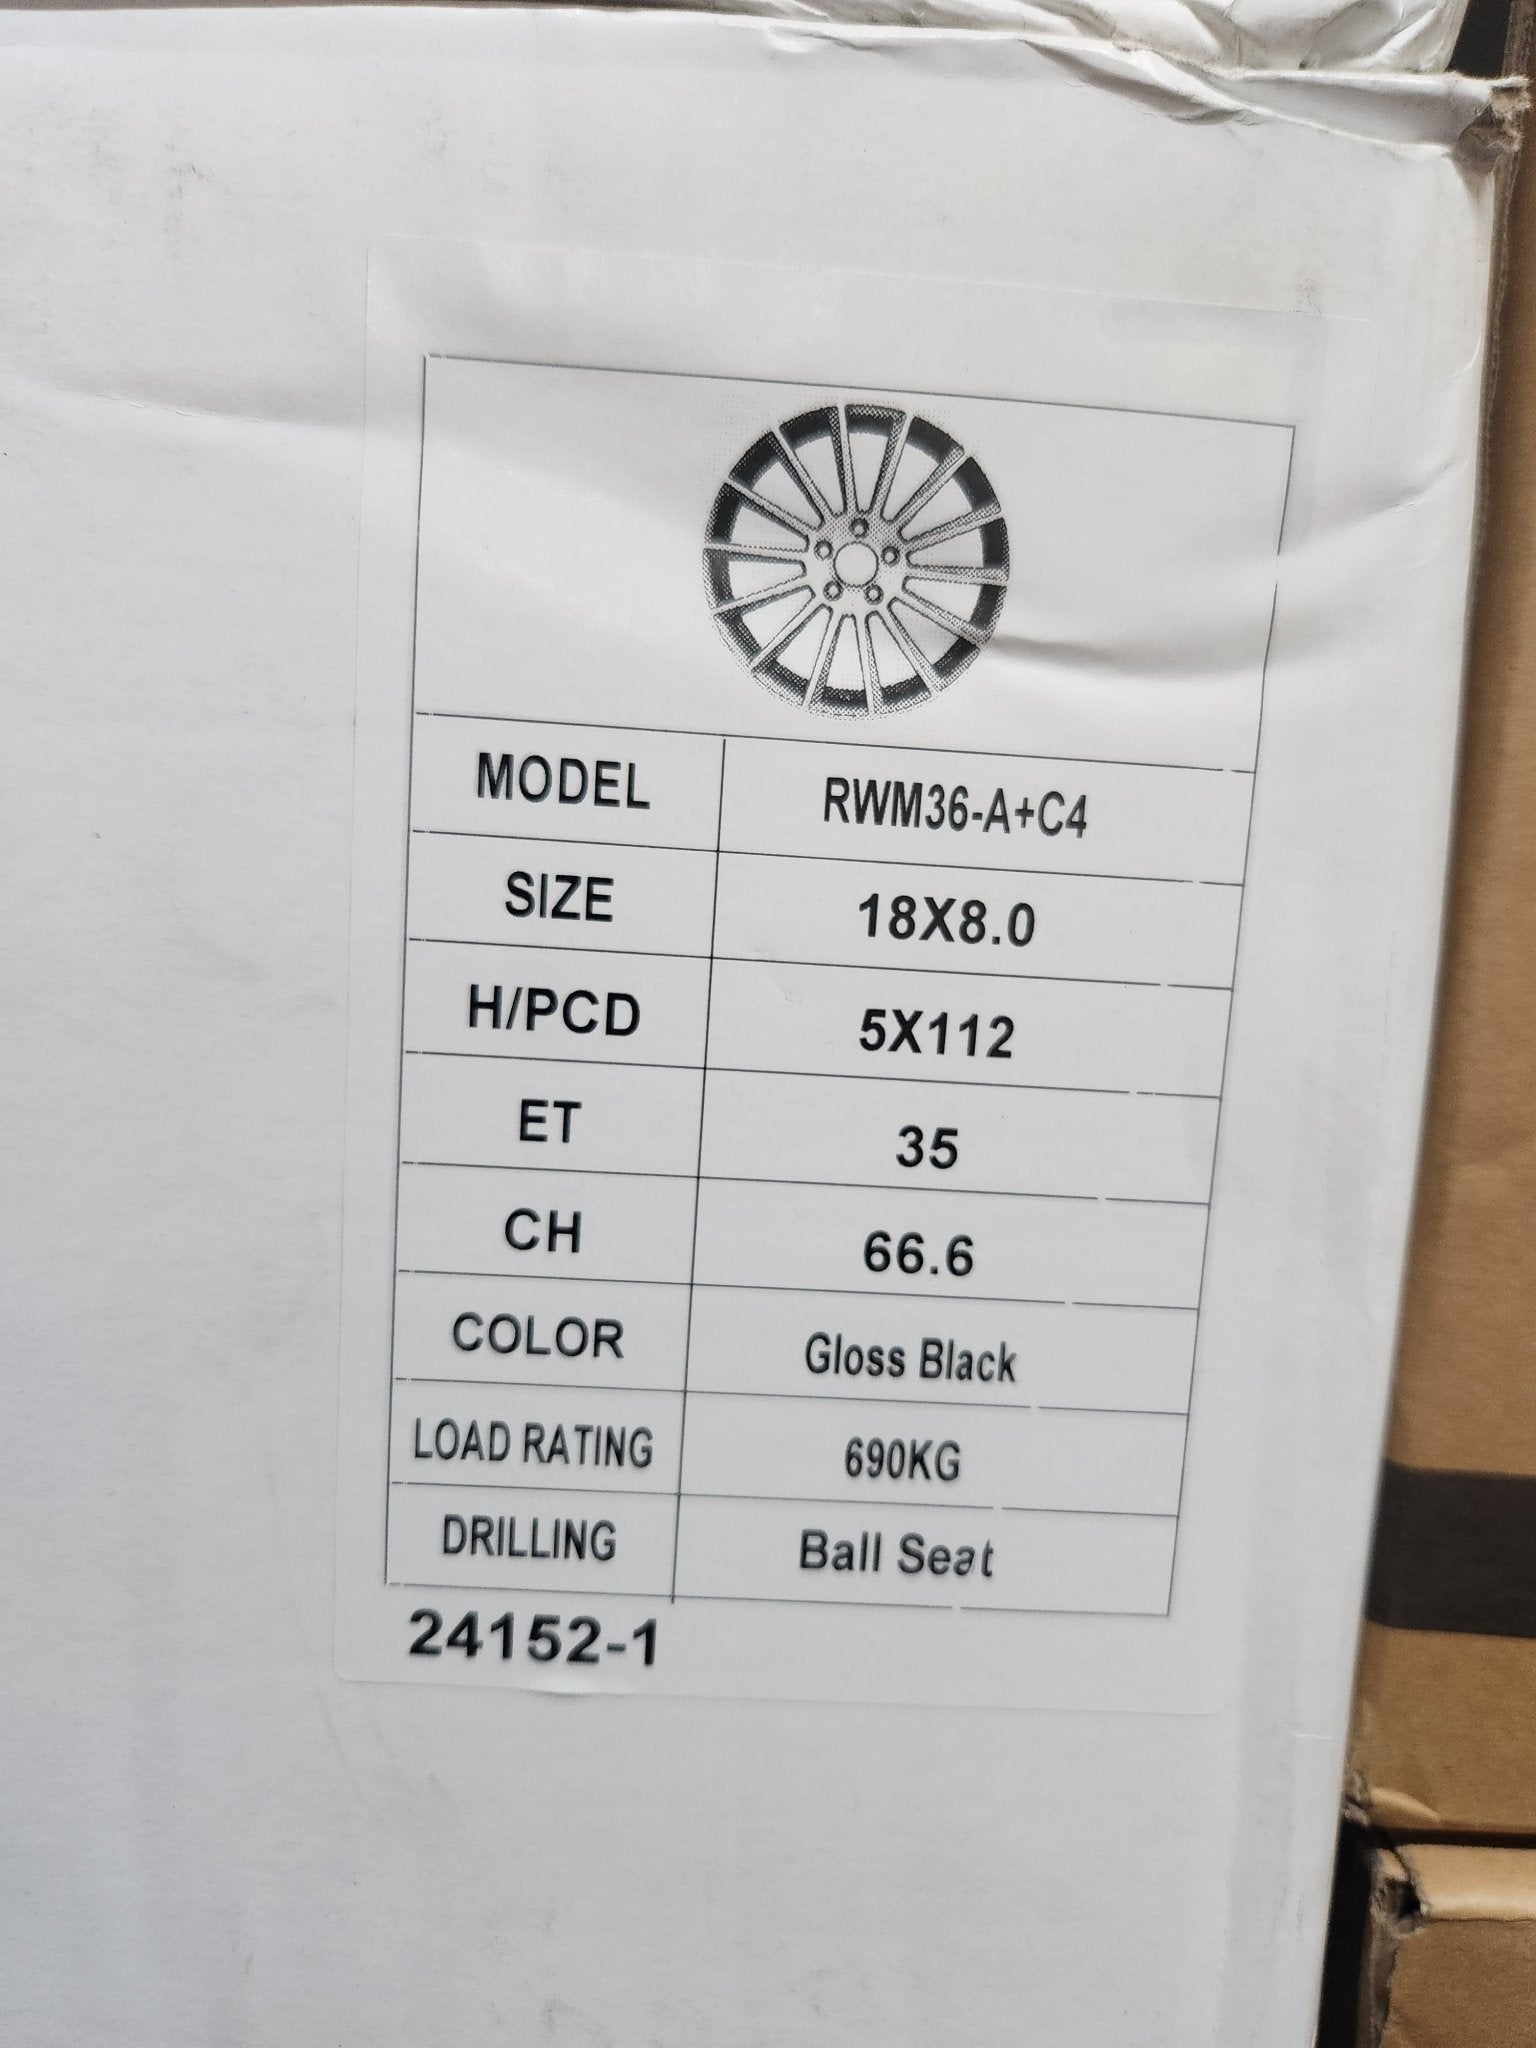 MODEL RWM36-A+C4
SIZE 18X8.0
H/PCD 5X112
ET 35
CH 66.6
COLOR Gloss Black
LOAD RATING 690KG
DRILLING Ball Seat
24152-1